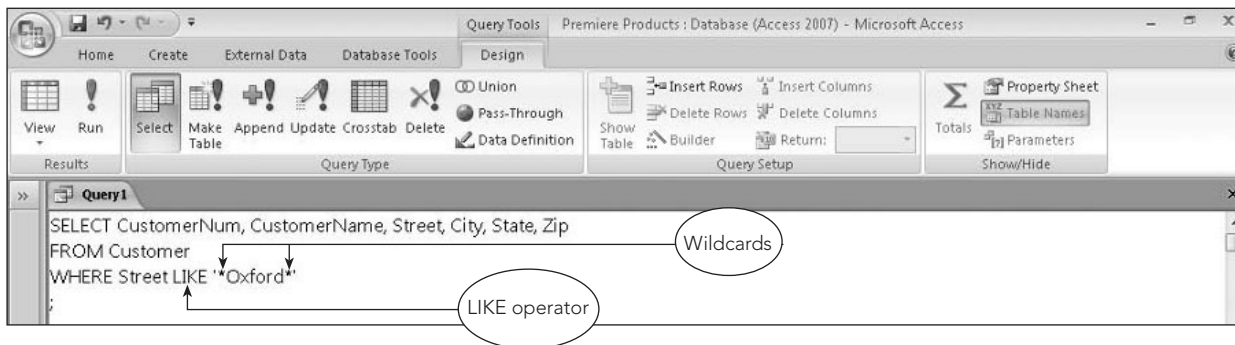 Query Tools Premiere Products : Database (Access 2007) - Microsoft Access
Home Create External Data Database Tools Design
View Run Select Make Table Append Update Crosstab Delete
Union
Pass-Through
Data Definition
Show Table
Insert Rows Insert Columns
Delete Rows Delete Columns
Builder Return:
Totals
Property Sheet
Table Names
Parameters
Results Query Type Query Setup Show/Hide
Query1
SELECT CustomerNum, CustomerName, Street, City, State, Zip
FROM Customer
WHERE Street LIKE '*Oxford*'
;
Wildcards
LIKE operator